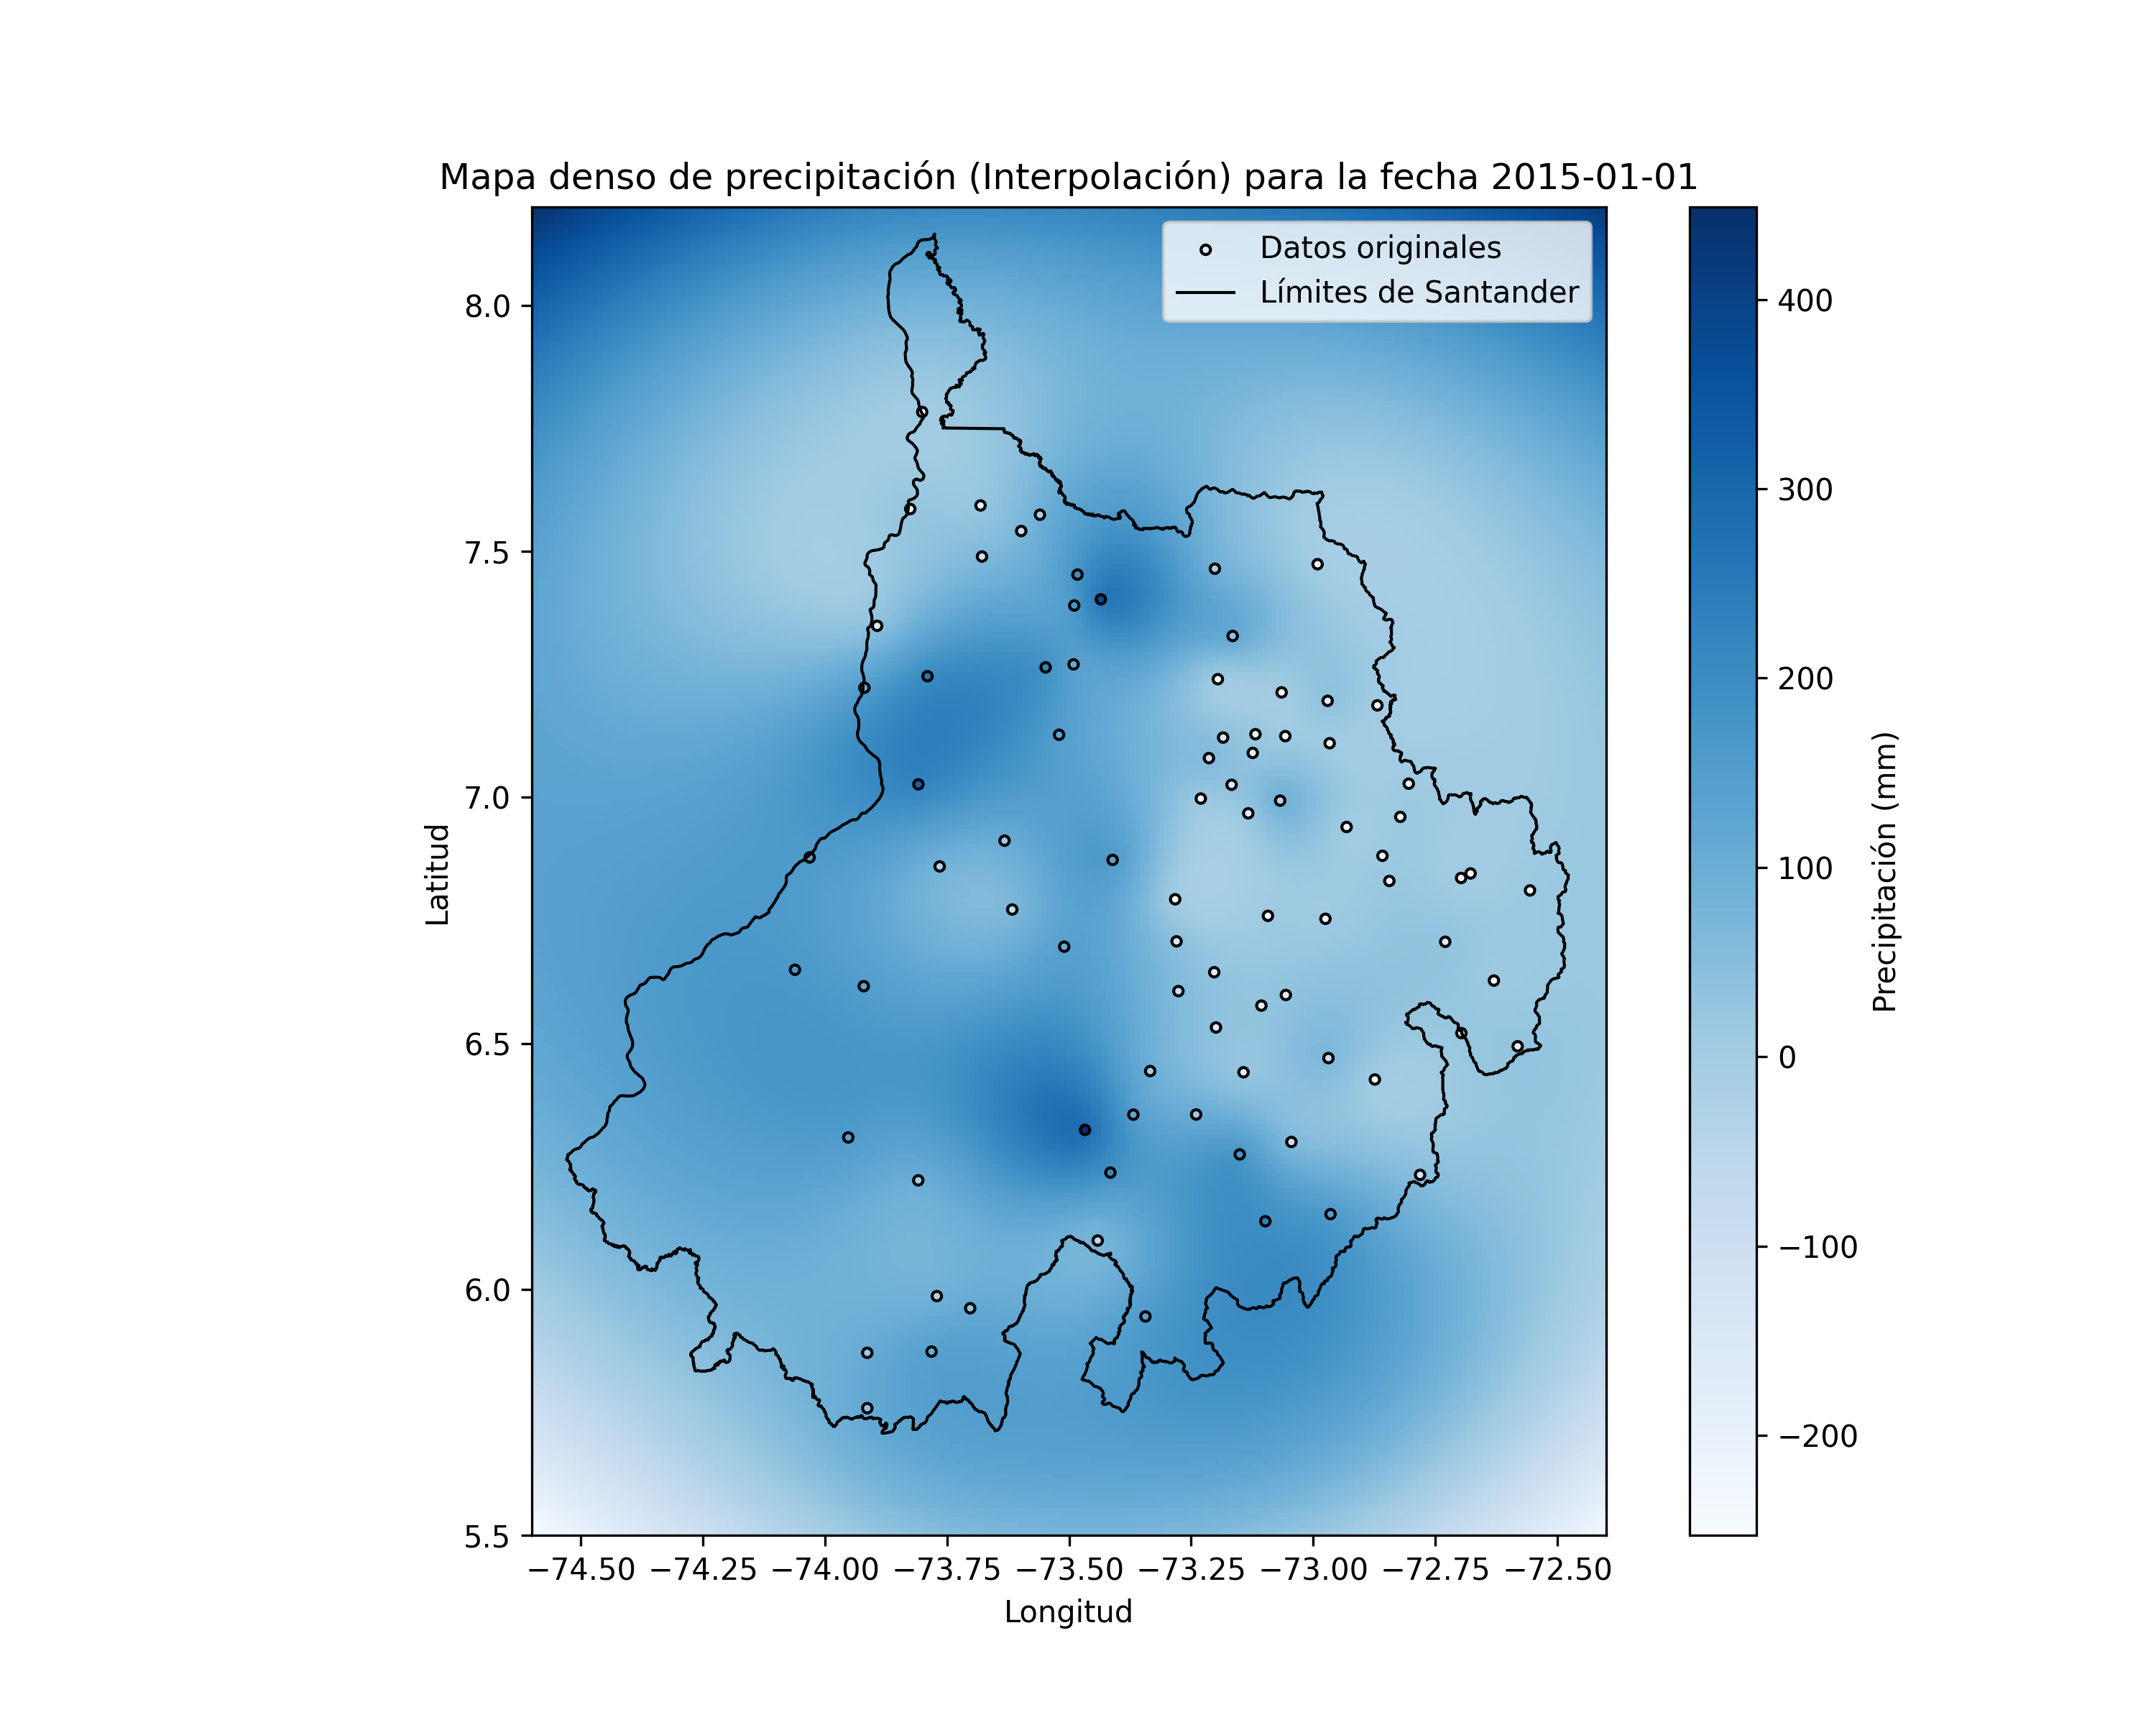 Mapa denso de precipitación (Interpolación) para la fecha 2015-01-01
Datos originales
Límites de Santander
8.0
7.5
7.0
6.5
6.0
5.5
Latitud
−74.50 −74.25 −74.00 −73.75 −73.50 −73.25 −73.00 −72.75 −72.50
Longitud
400
300
200
100
0
−100
−200
Precipitación (mm)